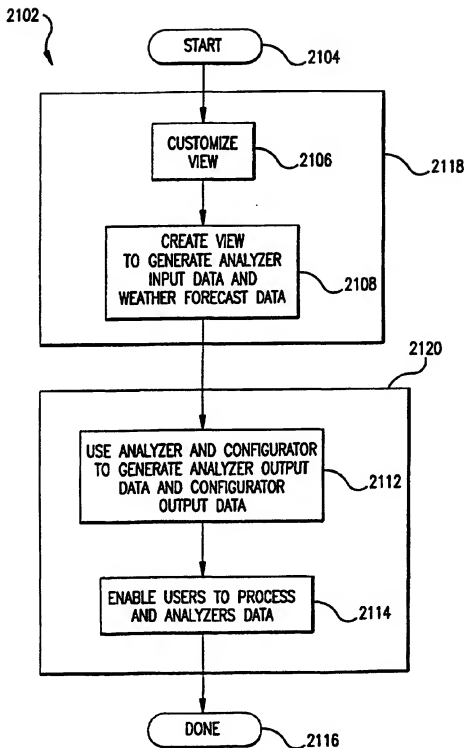 2102
START
2104
CUSTOMIZE
VIEW
2106
2118
CREATE VIEW
TO GENERATE ANALYZER
INPUT DATA AND
WEATHER FORECAST DATA
2108
2120
USE ANALYZER AND CONFIGURATOR
TO GENERATE ANALYZER OUTPUT
DATA AND CONFIGURATOR
OUTPUT DATA
2112
ENABLE USERS TO PROCESS
AND ANALYZERS DATA
2114
DONE
2116